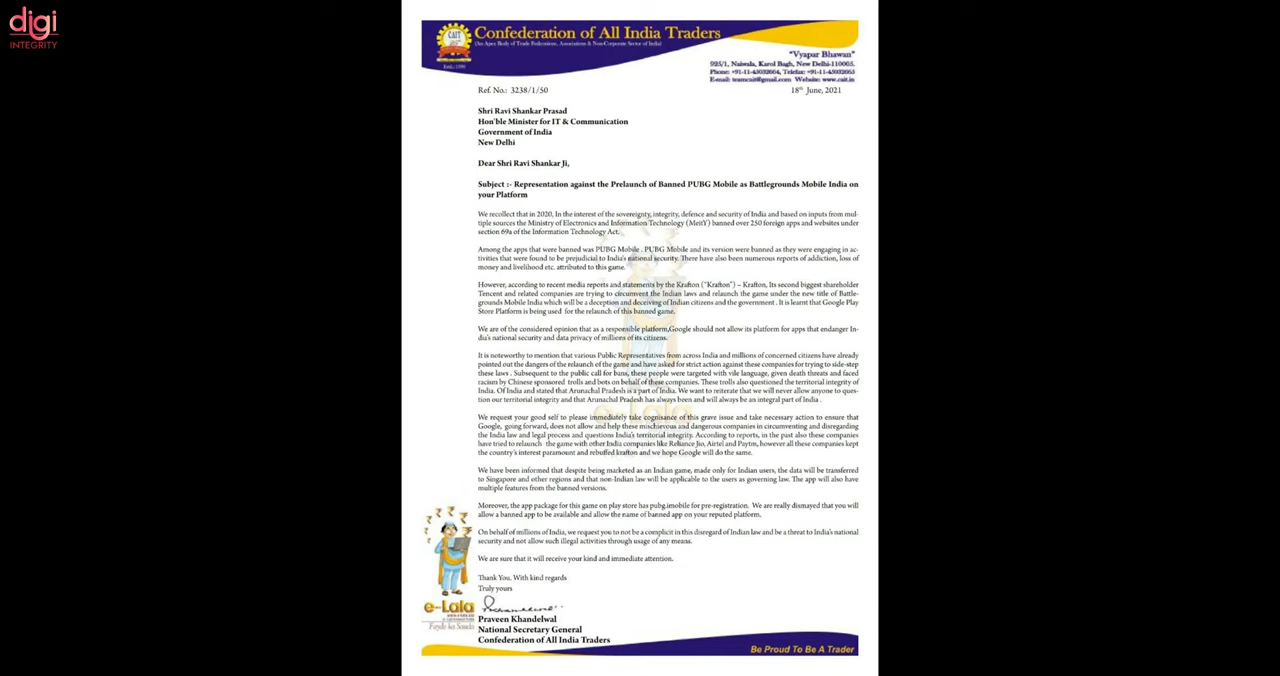 digi
INTEGRITY
Confederation of All India Traders
(An Apex Body of Trade Federations, Associations & Non-Corporate Sector of India)
CAIT
Estd.-1990
"Vyapar Bhawan"
925/1, Naiwala, Karol Bagh, New Delhi-110005.
Phone: +91-11-45032664, Telefax: +91-11-45032665
E-mail: teamcait@gmail.com Website: www.cait.in
Ref. No.: 3238/1/50
18th June, 2021
Shri Ravi Shankar Prasad
Hon'ble Minister for IT & Communication
Government of India
New Delhi
Dear Shri Ravi Shankar Ji,
Subject :- Representation against the Prelaunch of Banned PUBG Mobile as Battlegrounds Mobile India on
your Platform
We recollect that in 2020, In the interest of the sovereignty, integrity, defence and security of India and based on inputs from mul-
tiple sources the Ministry of Electronics and Information Technology (MeitY) banned over 250 foreign apps and websites under
section 69a of the Information Technology Act.
Among the apps that were banned was PUBG Mobile . PUBG Mobile and its version were banned as they were engaging in ac-
tivities that were found to be prejudicial to India's national security. There have also been numerous reports of addiction, loss of
money and livelihood etc. attributed to this game.
However, according to recent media reports and statements by the Krafton ("Krafton") – Krafton, Its second biggest shareholder
Tencent and related companies are trying to circumvent the Indian laws and relaunch the game under the new title of Battle-
grounds Mobile India which will be a deception and deceiving of Indian citizens and the government . It is learnt that Google Play
Store Platform is being used for the relaunch of this banned game.
We are of the considered opinion that as a responsible platform,Google should not allow its platform for apps that endanger In-
dia's national security and data privacy of millions of its citizens.
It is noteworthy to mention that various Public Representatives from across India and millions of concerned citizens have already
pointed out the dangers of the relaunch of the game and have asked for strict action against these companies for trying to side-step
these laws . Subsequent to the public call for bans, these people were targeted with vile language, given death threats and faced
racism by Chinese sponsored trolls and bots on behalf of these companies. These trolls also questioned the territorial integrity of
India. Of India and stated that Arunachal Pradesh is a part of India. We want to reiterate that we will never allow anyone to ques-
tion our territorial integrity and that Arunachal Pradesh has always been and will always be an integral part of India .
We request your good self to please immediately take cognisance of this grave issue and take necessary action to ensure that
Google, going forward, does not allow and help these mischievous and dangerous companies in circumventing and disregarding
the India law and legal process and questions India's territorial integrity. According to reports, in the past also these companies
have tried to relaunch the game with other India companies like Reliance Jio, Airtel and Paytm, however all these companies kept
the country's interest paramount and rebuffed krafton and we hope Google will do the same.
We have been informed that despite being marketed as an Indian game, made only for Indian users, the data will be transferred
to Singapore and other regions and that non-Indian law will be applicable to the users as governing law. The app will also have
multiple features from the banned versions.
Moreover, the app package for this game on play store has pubg.imobile for pre-registration. We are really dismayed that you will
allow a banned app to be available and allow the name of banned app on your reputed platform.
On behalf of millions of India, we request you to not be a complicit in this disregard of Indian law and be a threat to India's national
security and not allow such illegal activities through usage of any means.
We are sure that it will receive your kind and immediate attention.
Thank You. With kind regards
Truly yours
e-Lala
Praveen Khandelwal
National Secretary General
Confederation of All India Traders
Be Proud To Be A Trader